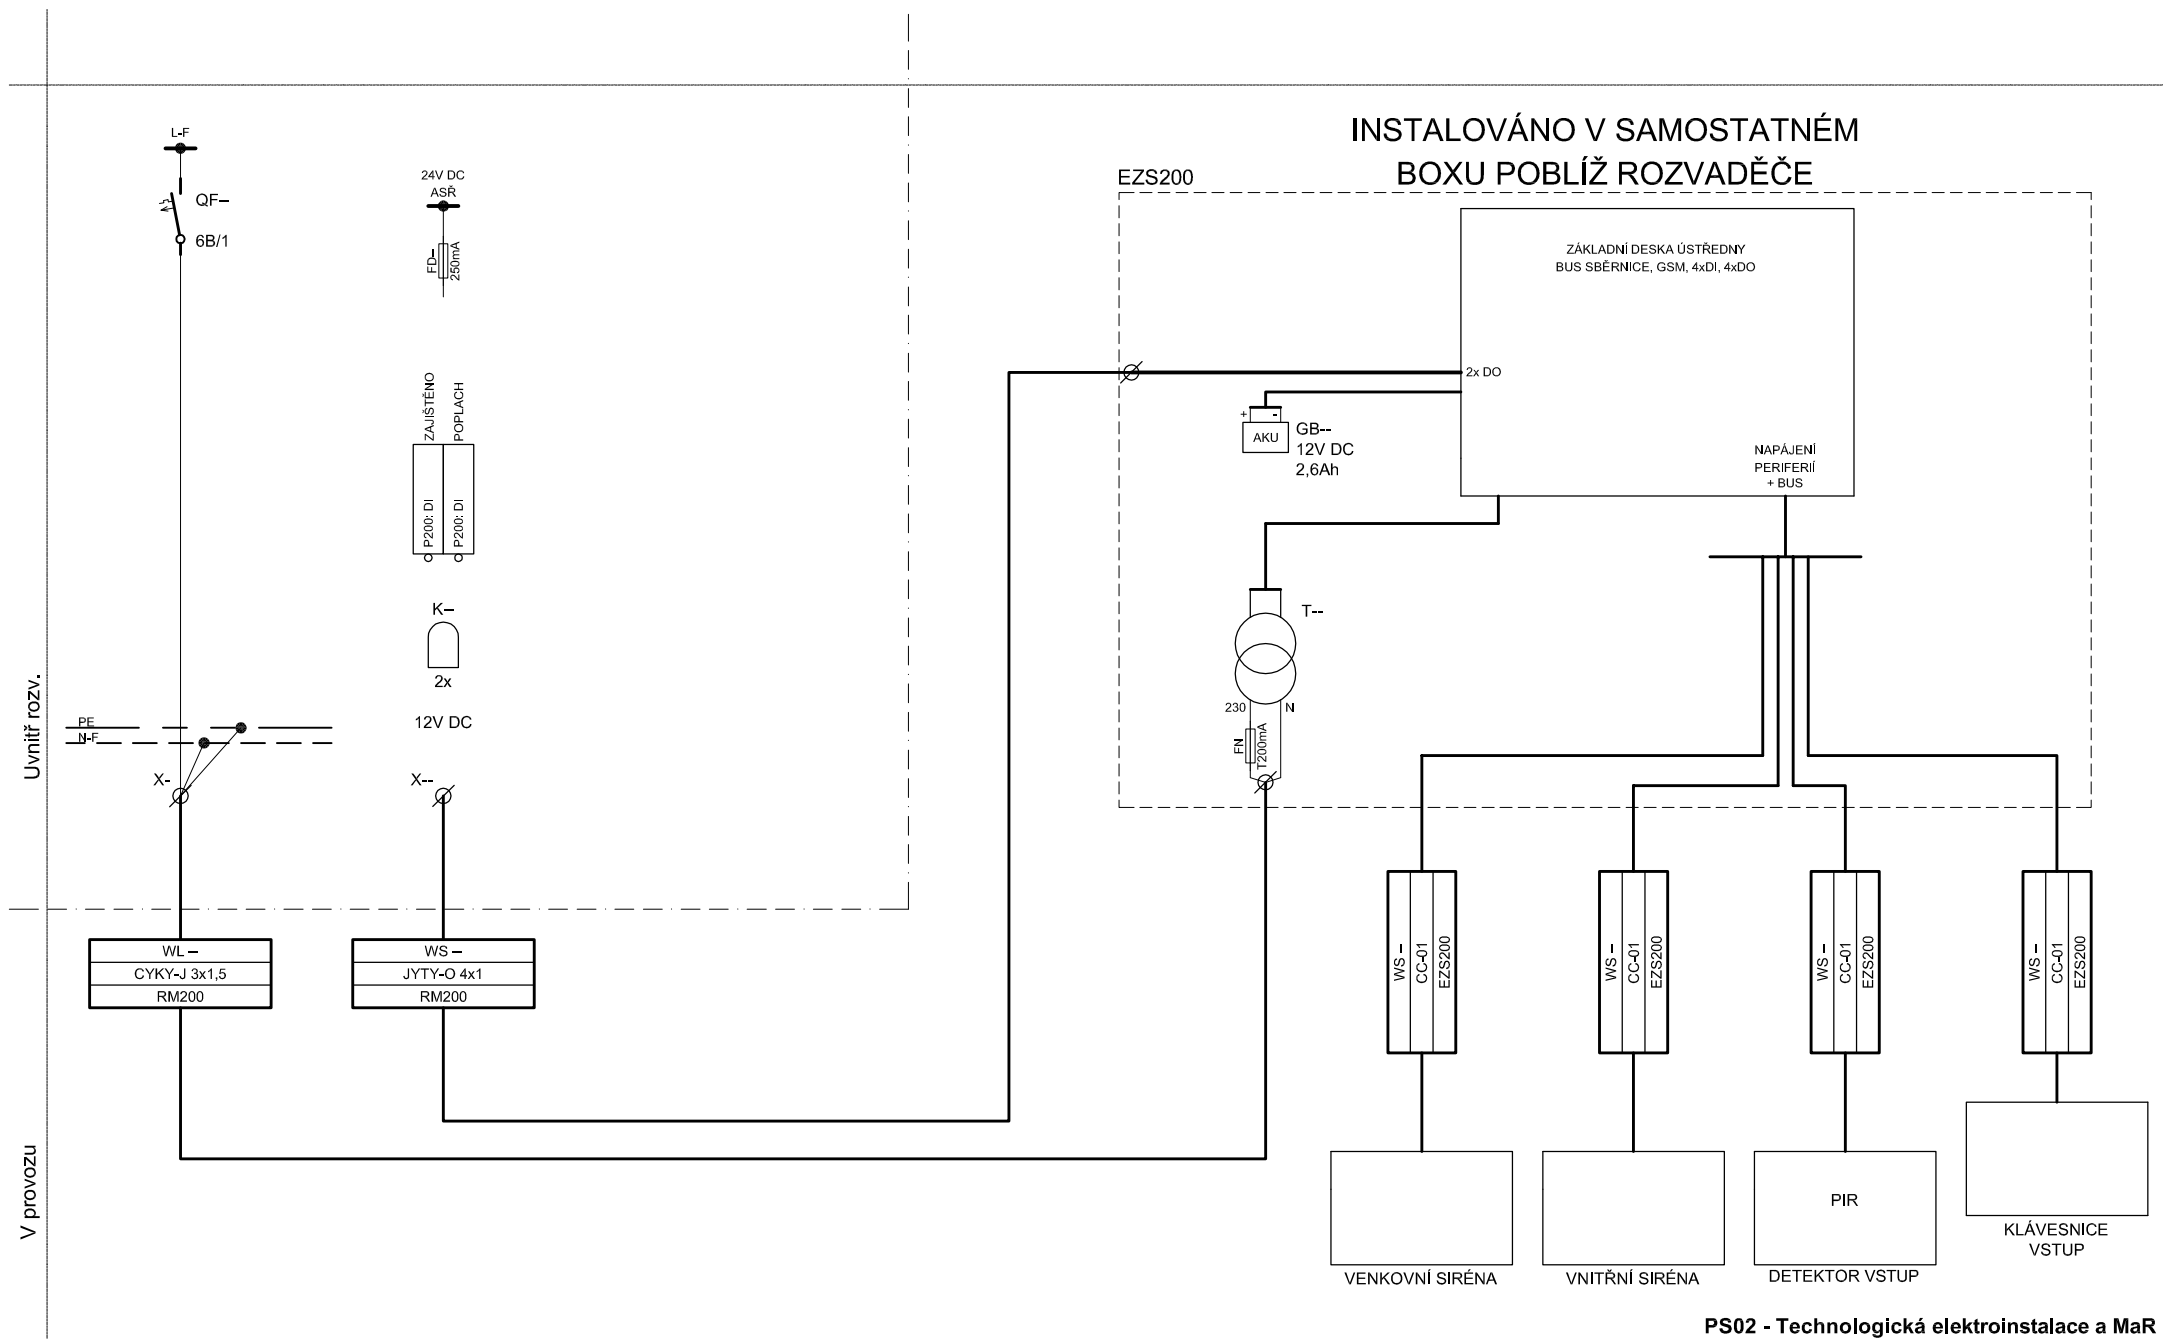 INSTALOVÁNO V SAMOSTATNÉM
BOXU POBLÍŽ ROZVADĚČE
EZS200
L-F
QF–
6B/1
24V DC
ASŘ
FD–
250mA
ZÁKLADNÍ DESKA ÚSTŘEDNY
BUS SBĚRNICE, GSM, 4xDI, 4xDO
2x DO
ZAJIŠTĚNO
POPLACH
P200: DI
P200: DI
+ -
AKU
GB--
12V DC
2,6Ah
NAPÁJENÍ
PERIFERIÍ
+ BUS
K–
2x
12V DC
T--
230
N
FN
T200mA
PE
N-F
X-
X--
Uvnitř rozv.
V provozu
WL –
CYKY-J 3x1,5
RM200
WS –
JYTY-O 4x1
RM200
WS –
CC-01
EZS200
WS –
CC-01
EZS200
WS –
CC-01
EZS200
WS –
CC-01
EZS200
PIR
VENKOVNÍ SIRÉNA
VNITŘNÍ SIRÉNA
DETEKTOR VSTUP
KLÁVESNICE
VSTUP
PS02 - Technologická elektroinstalace a MaR